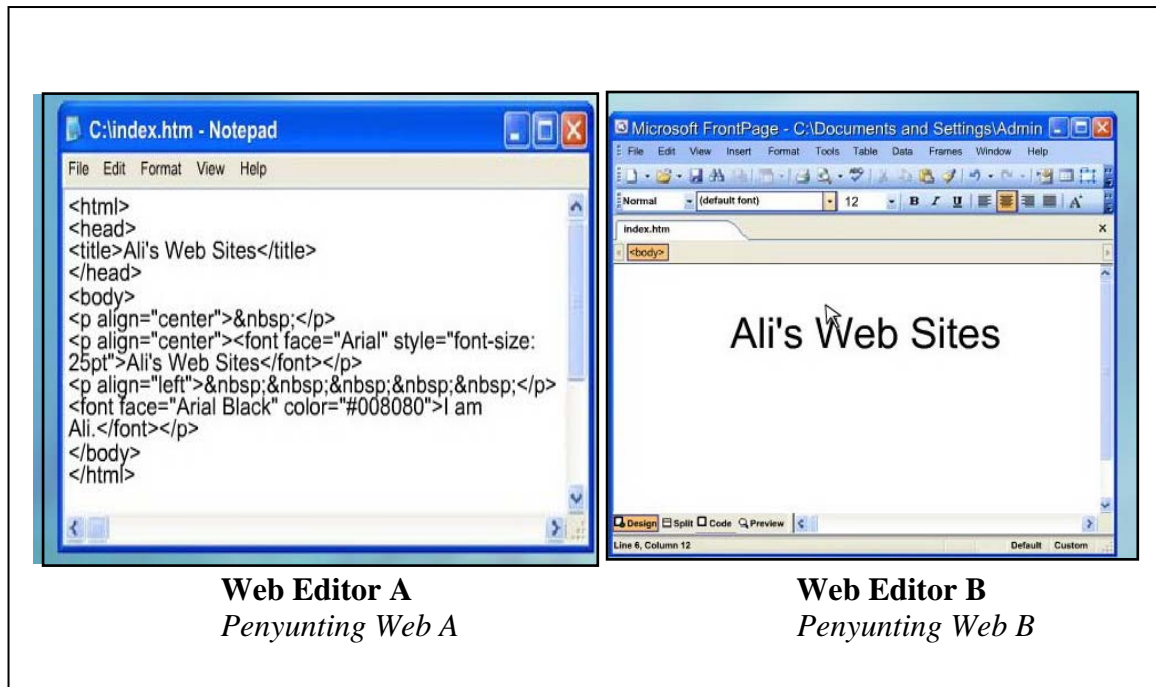 C:\index.htm - Notepad
File Edit Format View Help
<html>
<head>
<title>Ali's Web Sites</title>
</head>
<body>
<p align="center">&nbsp;</p>
<p align="center"><font face="Arial" style="font-size:
25pt">Ali's Web Sites</font></p>
<p align="left">&nbsp;&nbsp;&nbsp;&nbsp;&nbsp;</p>
<font face="Arial Black" color="#008080">I am
Ali.</font></p>
</body>
</html>
Web Editor A
Penyunting Web A
Microsoft FrontPage - C:\Documents and Settings\Admin
File Edit View Insert Format Tools Table Data Frames Window Help
Normal (default font) 12 B I U A
index.htm
<body>
Ali's Web Sites
Design Split Code Preview
Line 6, Column 12 Default Custom
Web Editor B
Penyunting Web B